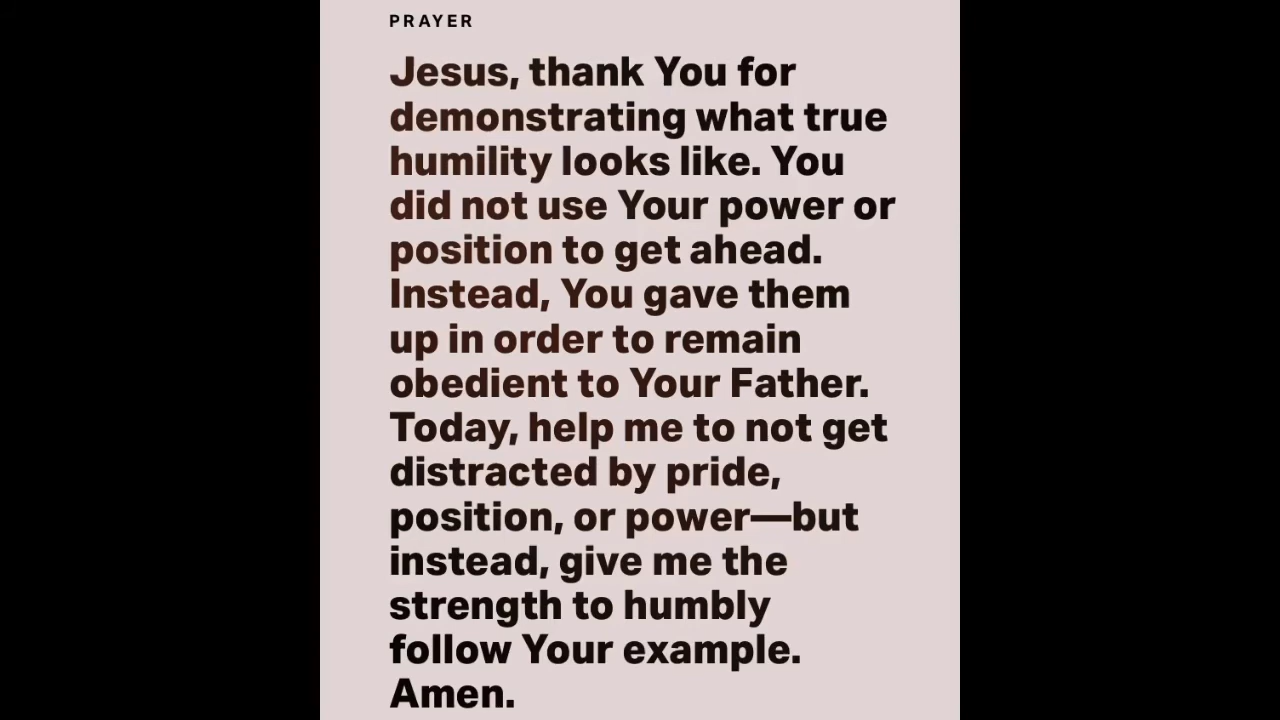 PRAYER
Jesus, thank You for
demonstrating what true
humility looks like. You
did not use Your power or
position to get ahead.
Instead, You gave them
up in order to remain
obedient to Your Father.
Today, help me to not get
distracted by pride,
position, or power—but
instead, give me the
strength to humbly
follow Your example.
Amen.